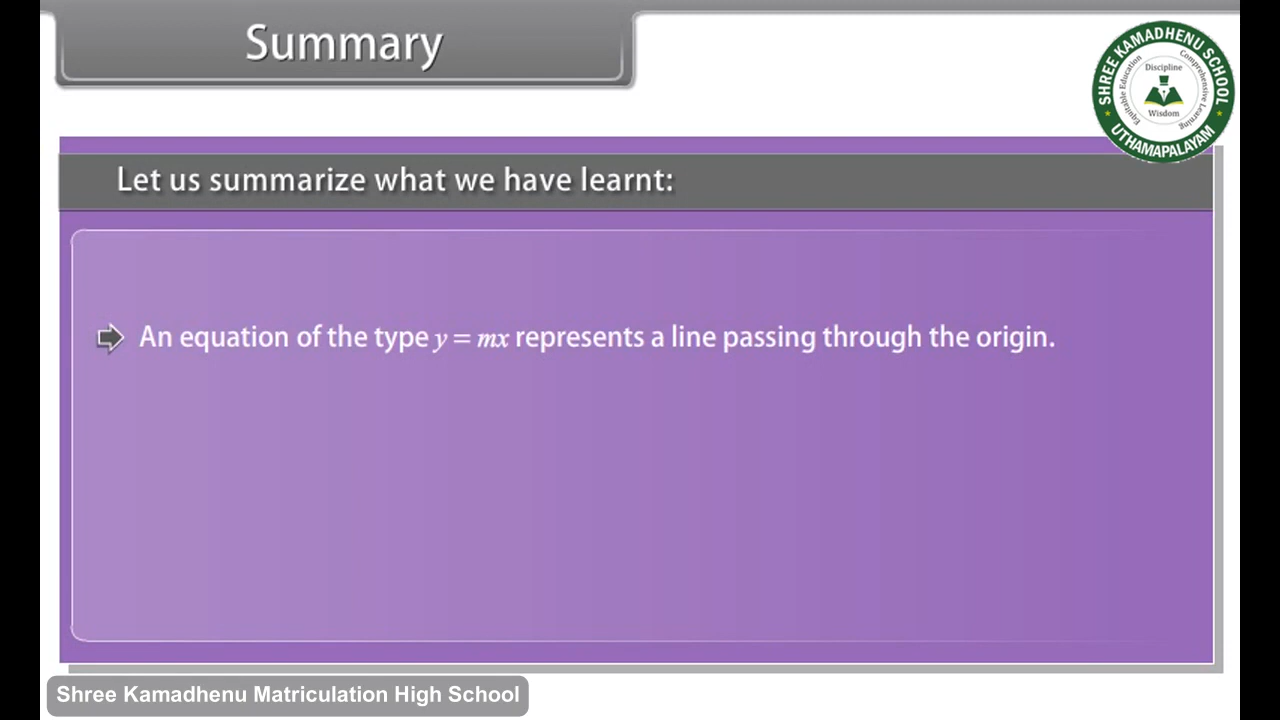 Summary
SHREE KAMADHENU SCHOOL
Discipline
Equitable Education
Comprehensive Learning
Wisdom
UTHAMAPALAYAM
Let us summarize what we have learnt:
An equation of the type y = mx represents a line passing through the origin.
Shree Kamadhenu Matriculation High School